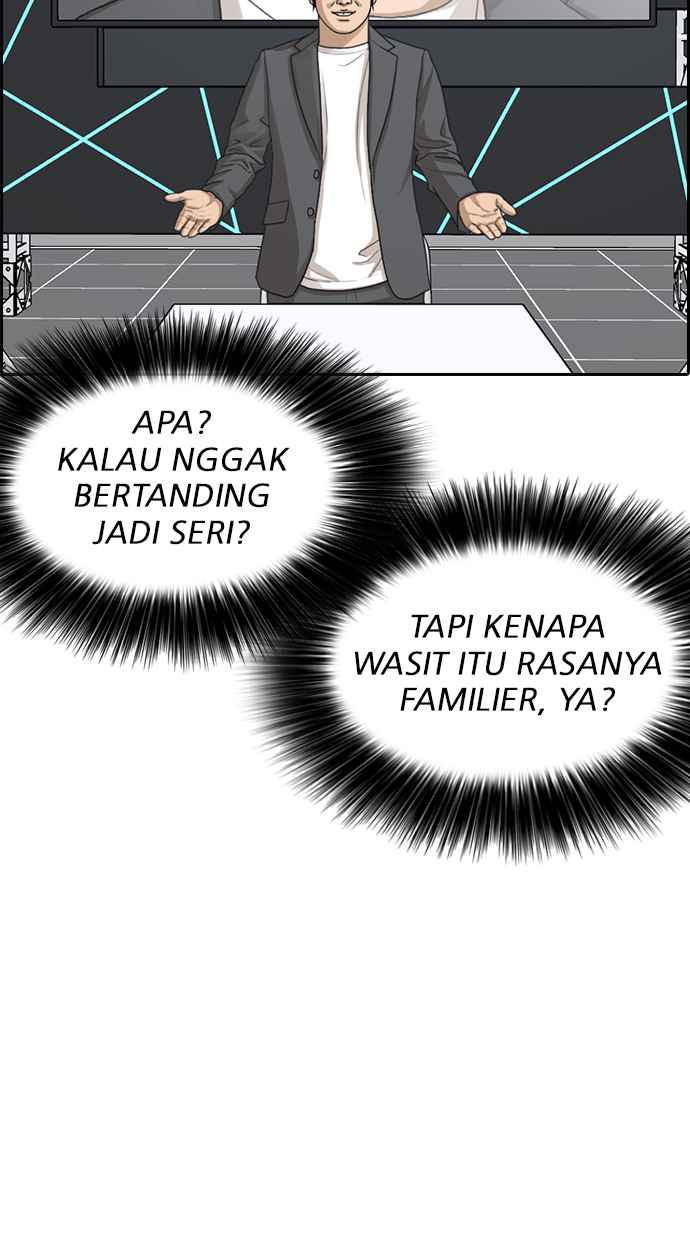 APA?
KALAU NGGAK
BERTANDING
JADI SERI?
TAPI KENAPA
WASIT ITU RASANYA
FAMILIER, YA?